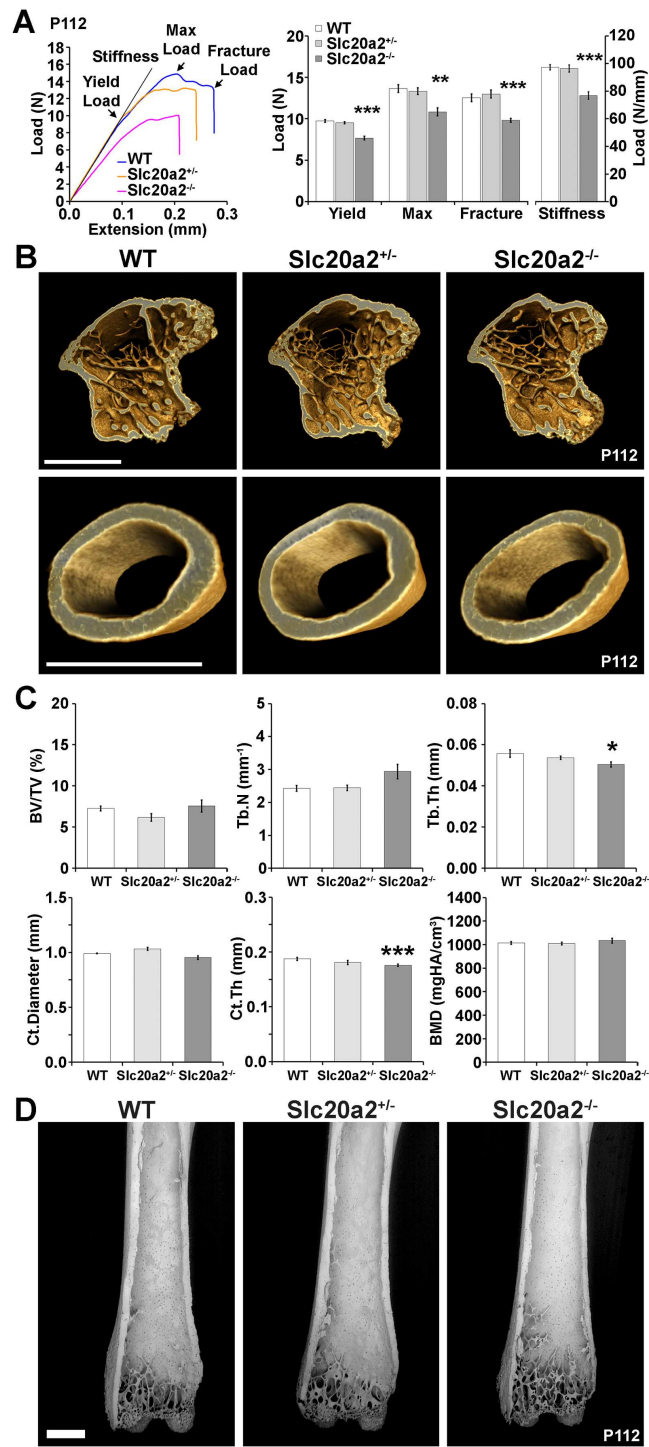 A P112
18
16
14
12
10
8
6
4
2
0
Load (N)
0.0 0.1 0.2 0.3
Extension (mm)
Yield
Load
Stiffness
Max
Load
Fracture
Load
WT
Slc20a2+/-
Slc20a2-/-
WT
Slc20a2+/-
Slc20a2-/-
20
15
10
5
0
Load (N)
*** ** *** ***
Yield Max Fracture Stiffness
100
80
60
40
20
0
Load (N/mm)
B WT Slc20a2+/- Slc20a2-/-
P112
P112
C
20
15
10
5
0
BV/TV (%)
WT Slc20a2+/- Slc20a2-/-
5
4
3
2
1
0
Tb.N (mm-1)
WT Slc20a2+/- Slc20a2-/-
0.08
0.06
0.04
0.02
0.00
Tb.Th (mm)
*
WT Slc20a2+/- Slc20a2-/-
1.5
1.0
0.5
0.0
Ct.Diameter (mm)
WT Slc20a2+/- Slc20a2-/-
0.3
0.2
0.1
0.0
Ct.Th (mm)
***
WT Slc20a2+/- Slc20a2-/-
1400
1200
1000
800
600
400
200
0
BMD (mgHA/cm3)
WT Slc20a2+/- Slc20a2-/-
D WT Slc20a2+/- Slc20a2-/-
P112